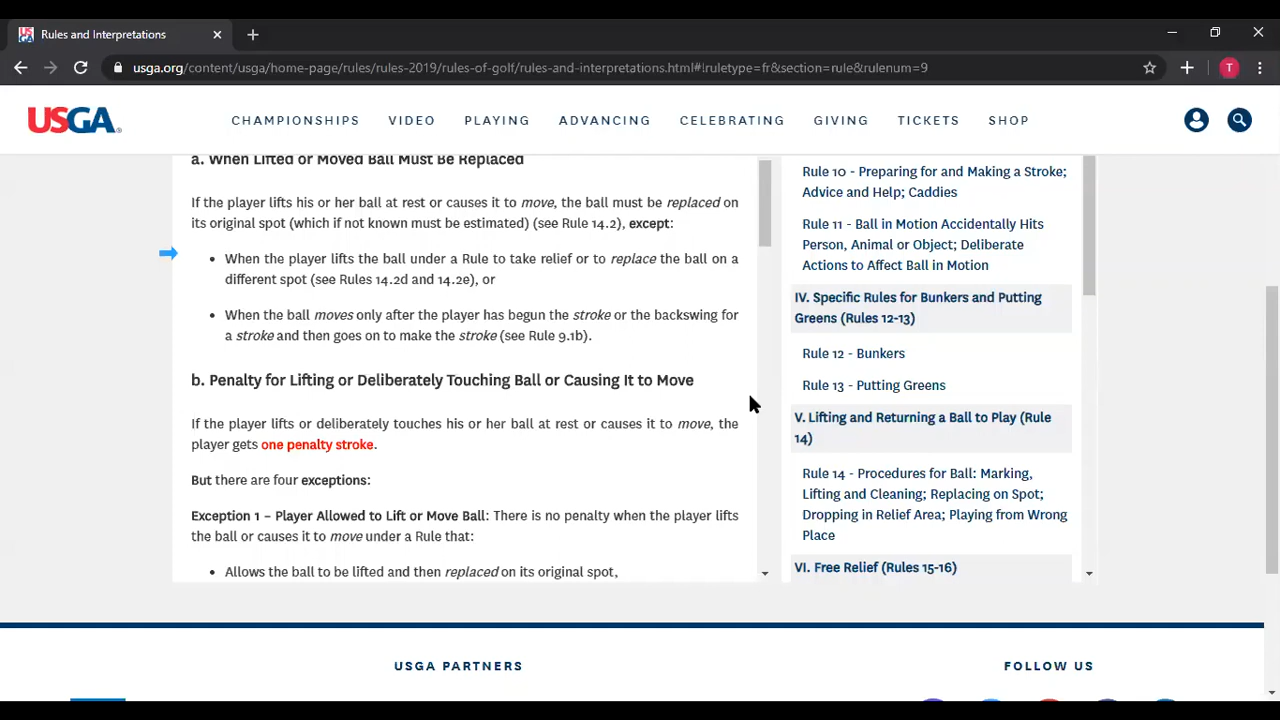 USGA Rules and Interpretations
usga.org/content/usga/home-page/rules/rules-2019/rules-of-golf/rules-and-interpretations.html#!ruletype=fr&section=rule&rulenum=9
T
USGA
CHAMPIONSHIPS VIDEO PLAYING ADVANCING CELEBRATING GIVING TICKETS SHOP
a. When Lifted or Moved Ball Must Be Replaced
If the player lifts his or her ball at rest or causes it to move, the ball must be replaced on
its original spot (which if not known must be estimated) (see Rule 14.2), except:
• When the player lifts the ball under a Rule to take relief or to replace the ball on a
different spot (see Rules 14.2d and 14.2e), or
• When the ball moves only after the player has begun the stroke or the backswing for
a stroke and then goes on to make the stroke (see Rule 9.1b).
b. Penalty for Lifting or Deliberately Touching Ball or Causing It to Move
If the player lifts or deliberately touches his or her ball at rest or causes it to move, the
player gets one penalty stroke.
But there are four exceptions:
Exception 1 – Player Allowed to Lift or Move Ball: There is no penalty when the player lifts
the ball or causes it to move under a Rule that:
• Allows the ball to be lifted and then replaced on its original spot,
Rule 10 - Preparing for and Making a Stroke;
Advice and Help; Caddies
Rule 11 - Ball in Motion Accidentally Hits
Person, Animal or Object; Deliberate
Actions to Affect Ball in Motion
IV. Specific Rules for Bunkers and Putting
Greens (Rules 12-13)
Rule 12 - Bunkers
Rule 13 - Putting Greens
V. Lifting and Returning a Ball to Play (Rule
14)
Rule 14 - Procedures for Ball: Marking,
Lifting and Cleaning; Replacing on Spot;
Dropping in Relief Area; Playing from Wrong
Place
VI. Free Relief (Rules 15-16)
USGA PARTNERS
FOLLOW US